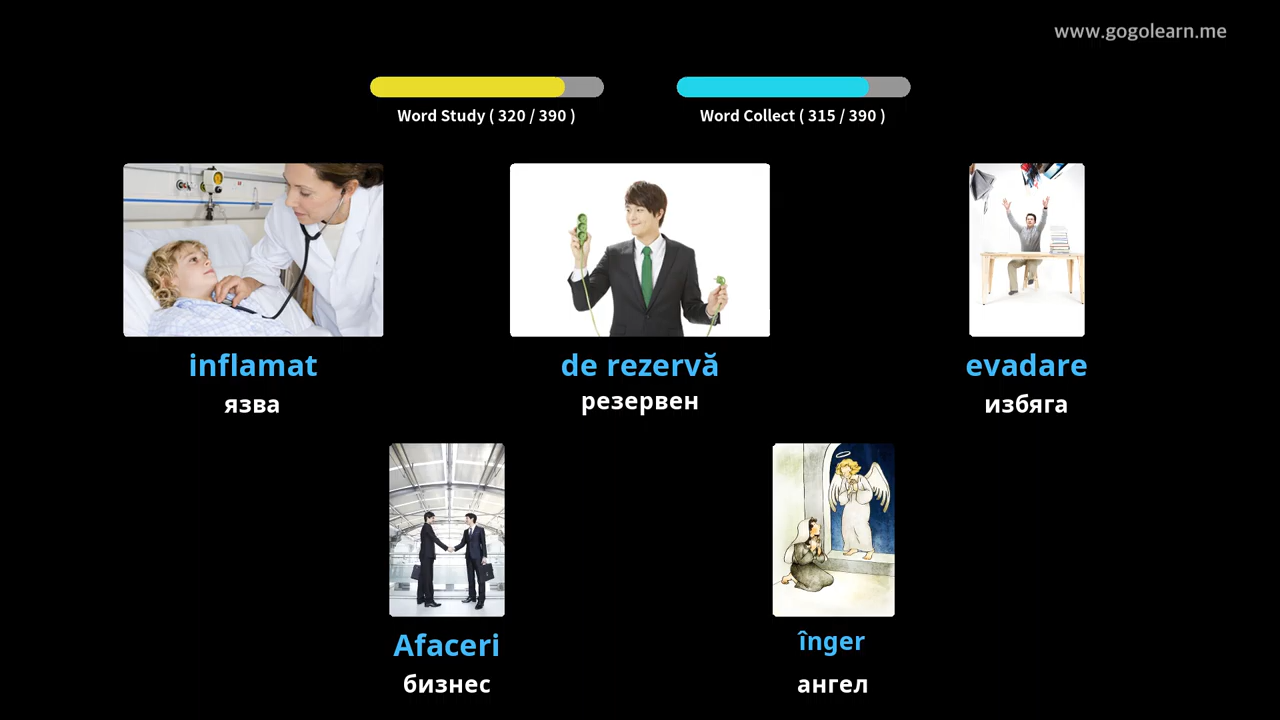 www.gogolearn.me
Word Study ( 320 / 390 )
Word Collect ( 315 / 390 )
inflamat
язва
de rezervă
резервен
evadare
избяга
Afaceri
бизнес
înger
ангел